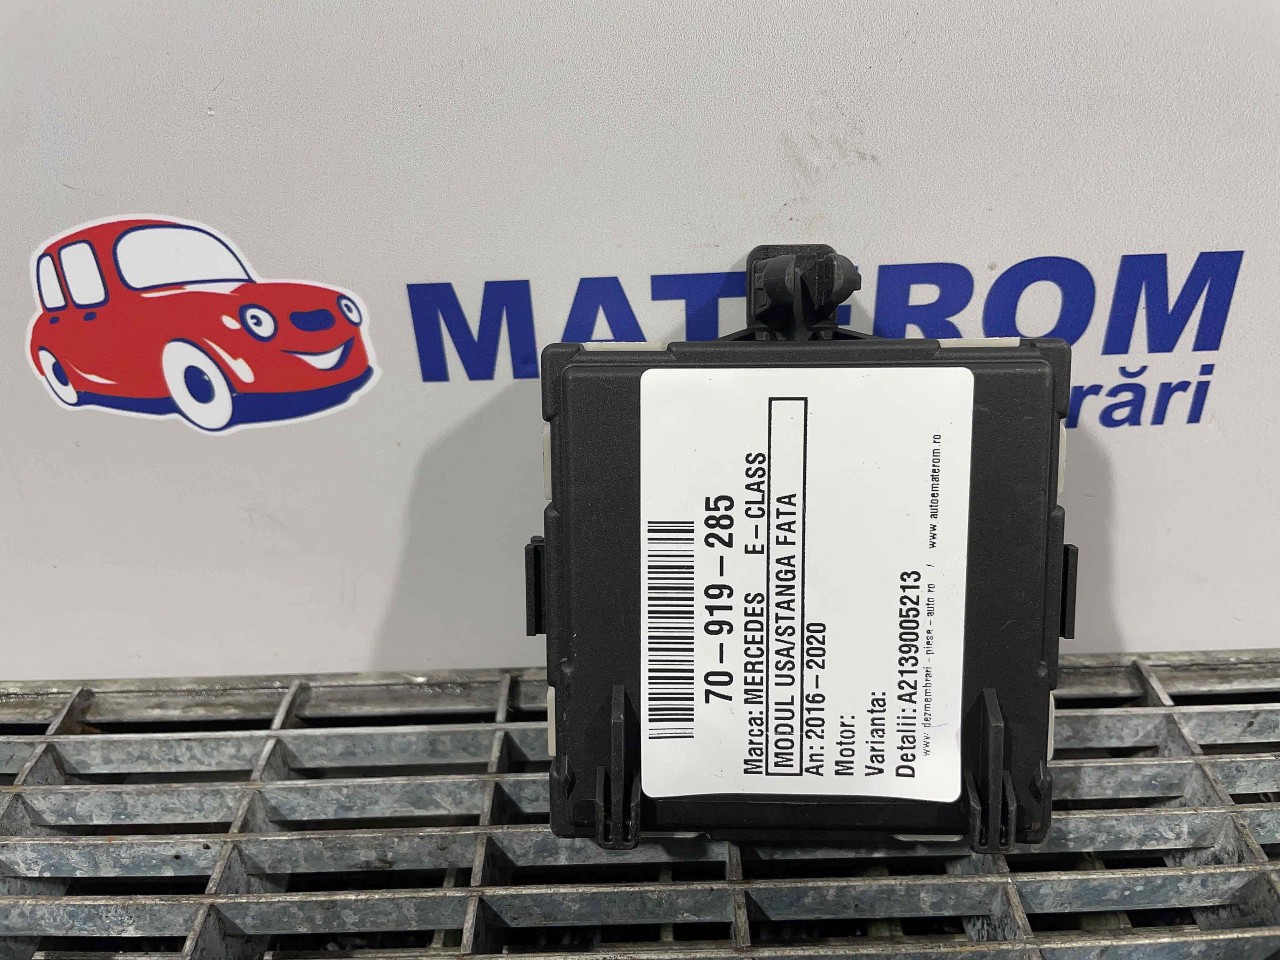 MATEROM
rări
70-919-285
Marca: MERCEDES E-CLASS
MODUL USA/STANGA FATA
An: 2016-2020
Motor:
Varianta:
Detalii: A2139005213
www.dezmembrari-piese-auto.ro / www.autoematerom.ro